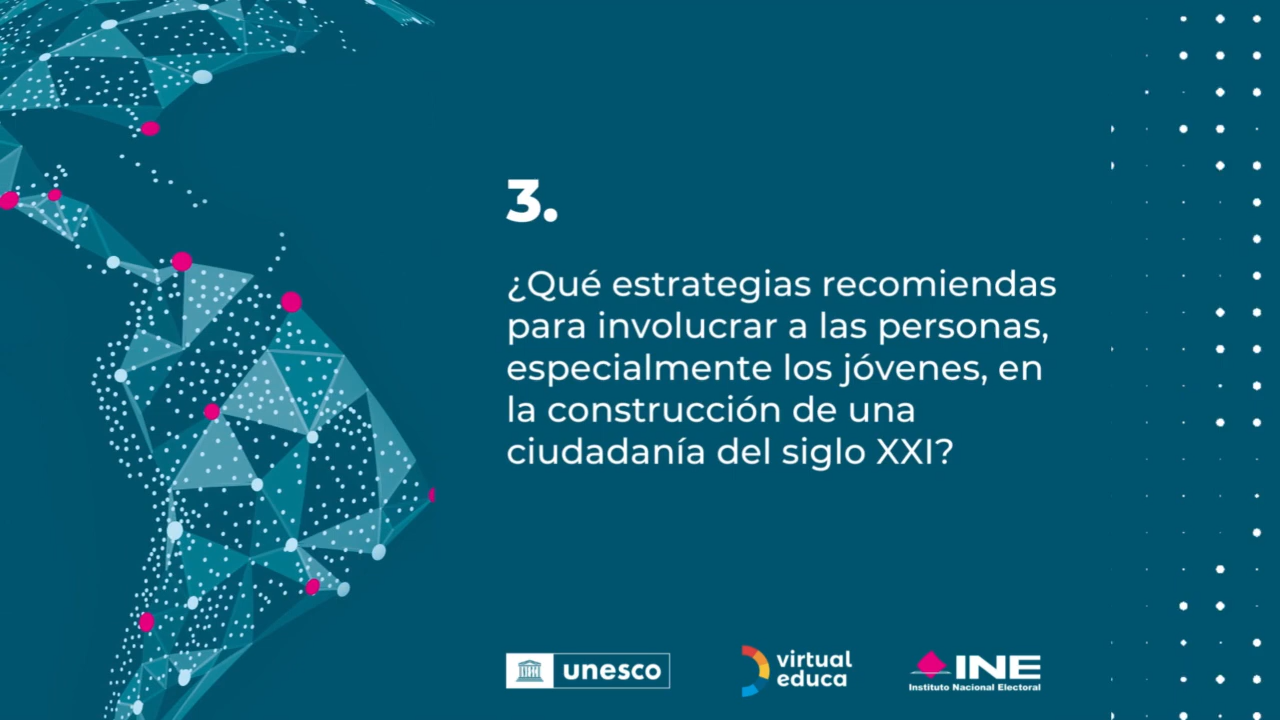 3.
¿Qué estrategias recomiendas
para involucrar a las personas,
especialmente los jóvenes, en
la construcción de una
ciudadanía del siglo XXI?
unesco
virtual
educa
INE
Instituto Nacional Electoral